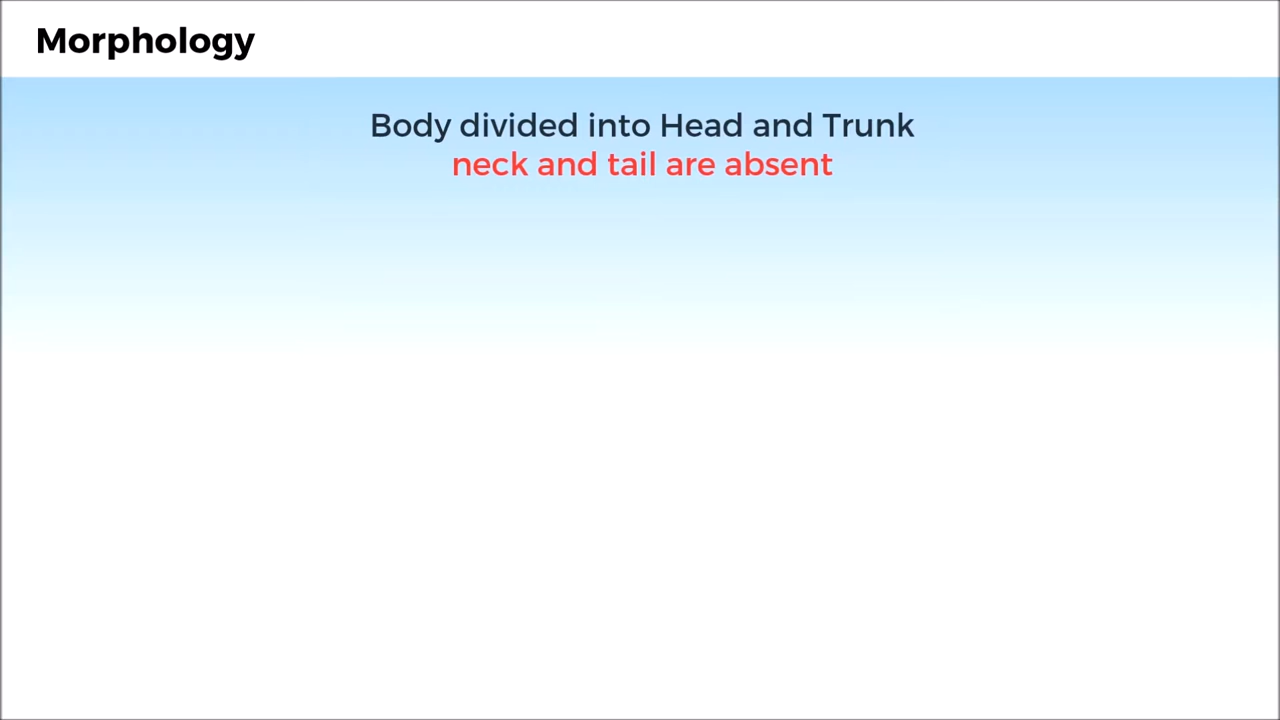 Morphology
Body divided into Head and Trunk
neck and tail are absent